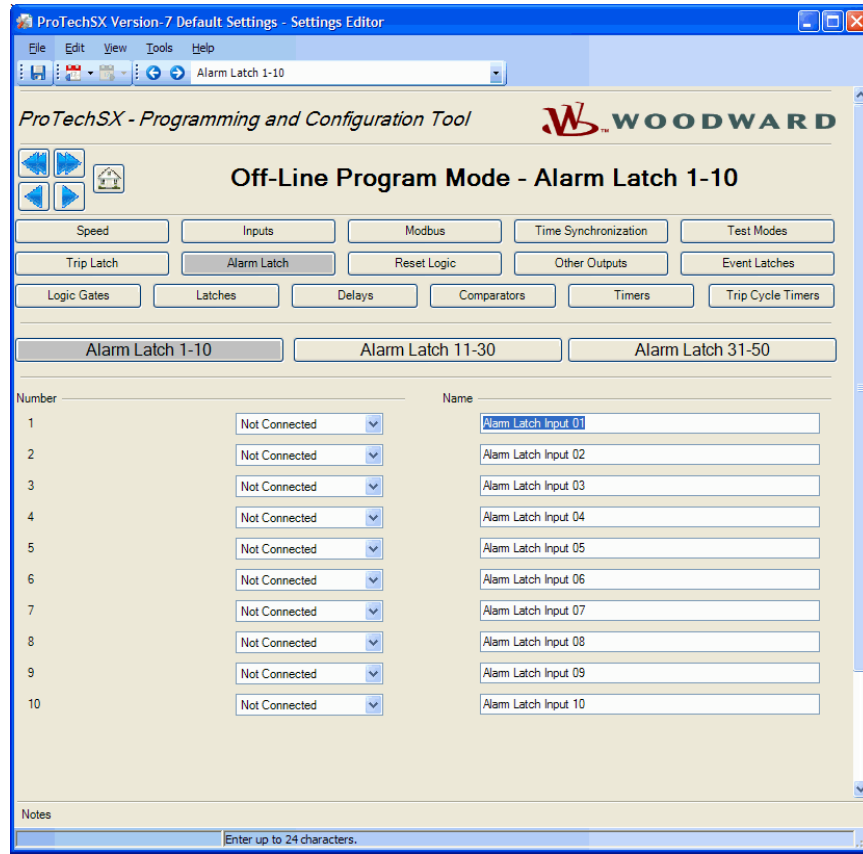 ProTechSX Version-7 Default Settings - Settings Editor
File Edit View Tools Help
Alarm Latch 1-10
ProTechSX - Programming and Configuration Tool
WOODWARD
Off-Line Program Mode - Alarm Latch 1-10
Speed Inputs Modbus Time Synchronization Test Modes
Trip Latch Alarm Latch Reset Logic Other Outputs Event Latches
Logic Gates Latches Delays Comparators Timers Trip Cycle Timers
Alarm Latch 1-10 Alarm Latch 11-30 Alarm Latch 31-50
Number Name
1 Not Connected Alarm Latch Input 01
2 Not Connected Alarm Latch Input 02
3 Not Connected Alarm Latch Input 03
4 Not Connected Alarm Latch Input 04
5 Not Connected Alarm Latch Input 05
6 Not Connected Alarm Latch Input 06
7 Not Connected Alarm Latch Input 07
8 Not Connected Alarm Latch Input 08
9 Not Connected Alarm Latch Input 09
10 Not Connected Alarm Latch Input 10
Notes
Enter up to 24 characters.